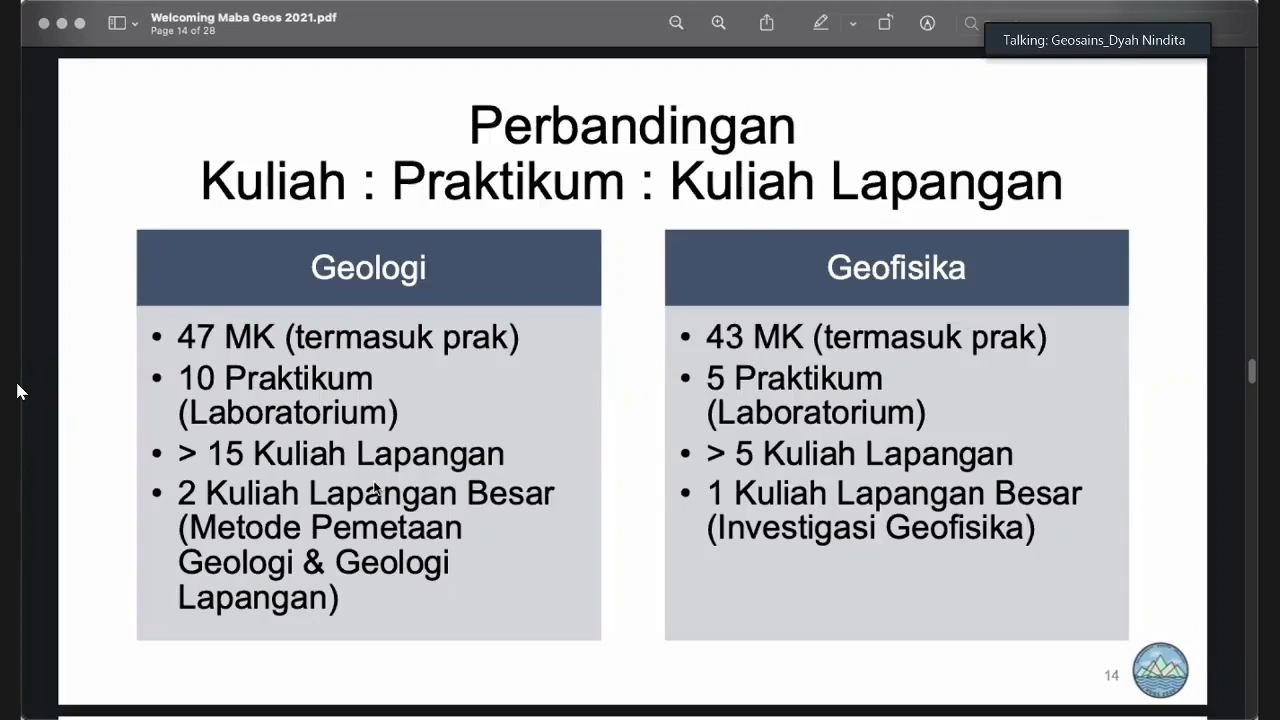 Welcoming Maba Geos 2021.pdf
Page 14 of 28
Talking: Geosains_Dyah Nindita
Perbandingan
Kuliah : Praktikum : Kuliah Lapangan
Geologi
• 47 MK (termasuk prak)
• 10 Praktikum
(Laboratorium)
• > 15 Kuliah Lapangan
• 2 Kuliah Lapangan Besar
(Metode Pemetaan
Geologi & Geologi
Lapangan)
Geofisika
• 43 MK (termasuk prak)
• 5 Praktikum
(Laboratorium)
• > 5 Kuliah Lapangan
• 1 Kuliah Lapangan Besar
(Investigasi Geofisika)
14